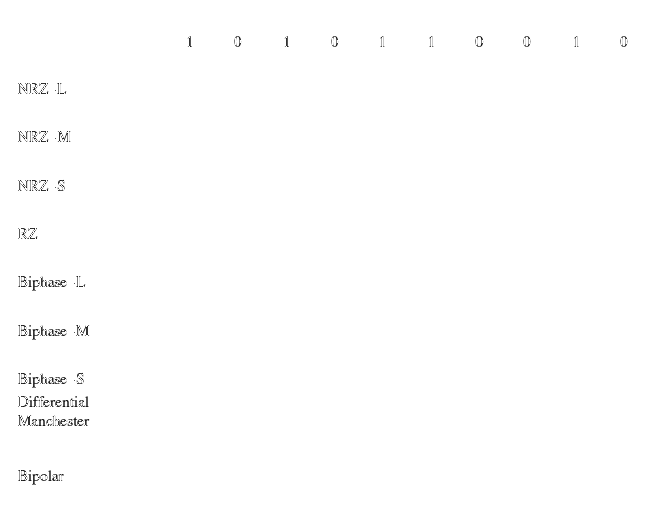 1 0 1 0 1 1 0 0 1 0
NRZ -L
NRZ -M
NRZ -S
RZ
Biphase -L
Biphase -M
Biphase -S
Differential
Manchester
Bipolar